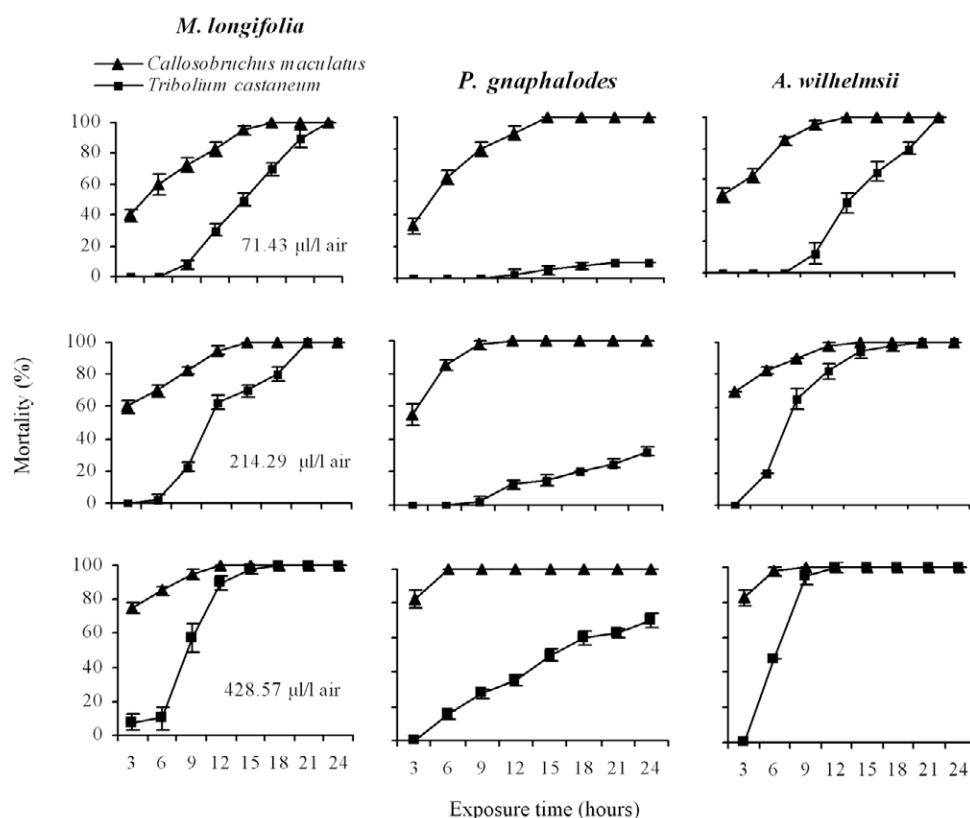 M. longifolia
Callosobruchus maculatus
Tribolium castaneum
P. gnaphalodes
A. wilhelmsii
100
80
60
40
20
0
71.43 µl/l air
Mortality (%)
100
80
60
40
20
0
214.29 µl/l air
100
80
60
40
20
0
428.57 µl/l air
3 6 9 12 15 18 21 24
3 6 9 12 15 18 21 24
3 6 9 12 15 18 21 24
Exposure time (hours)